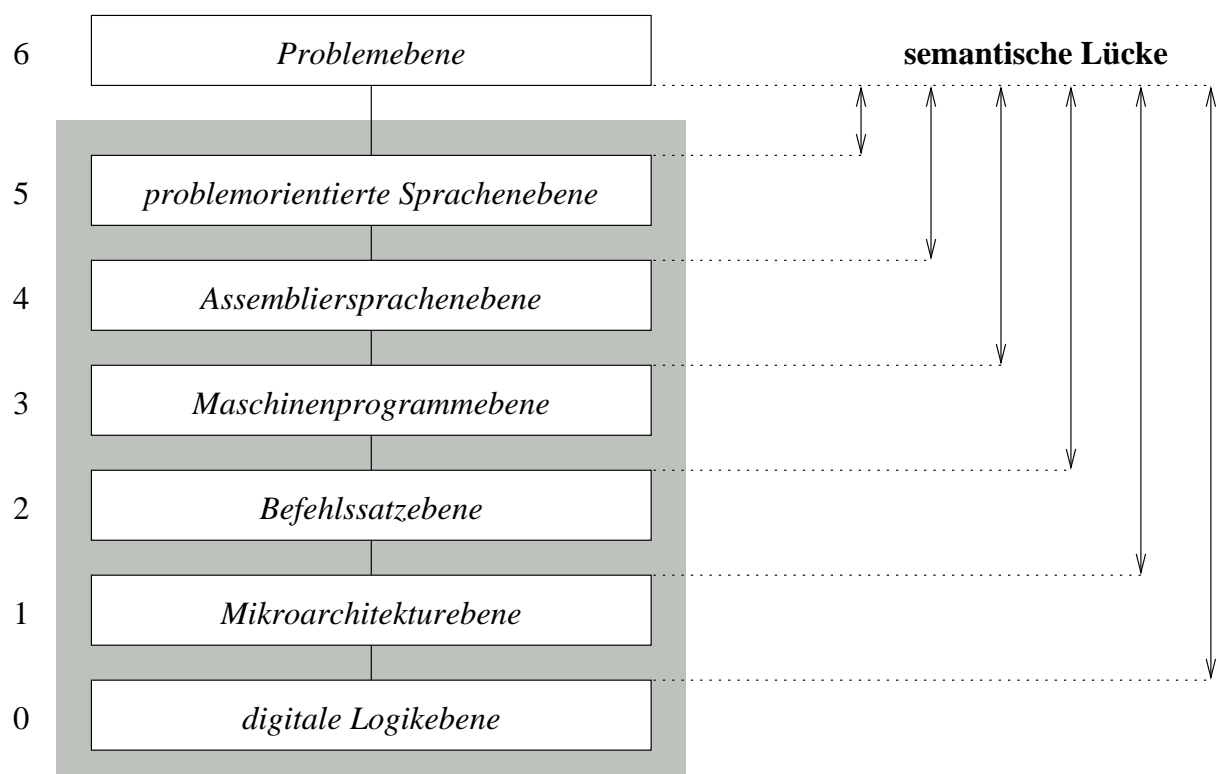 6 Problemebene semantische Lücke
5 problemorientierte Sprachenebene
4 Assembliersprachenebene
3 Maschinenprogrammebene
2 Befehlssatzebene
1 Mikroarchitekturebene
0 digitale Logikebene